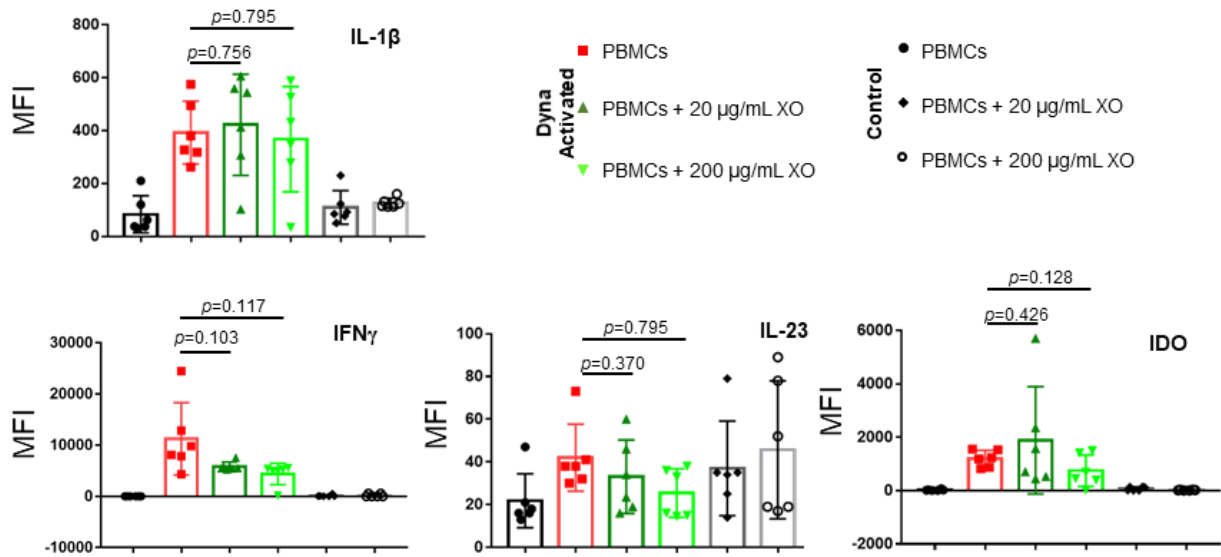 p=0.795
p=0.756
IL-1β
MFI
800
600
400
200
0
Dyna
Activated
PBMCs
PBMCs + 20 µg/mL XO
PBMCs + 200 µg/mL XO
Control
PBMCs
PBMCs + 20 µg/mL XO
PBMCs + 200 µg/mL XO
p=0.117
p=0.103
IFNγ
MFI
30000
20000
10000
0
-10000
p=0.795
p=0.370
IL-23
MFI
100
80
60
40
20
0
p=0.128
p=0.426
IDO
MFI
6000
4000
2000
0
-2000